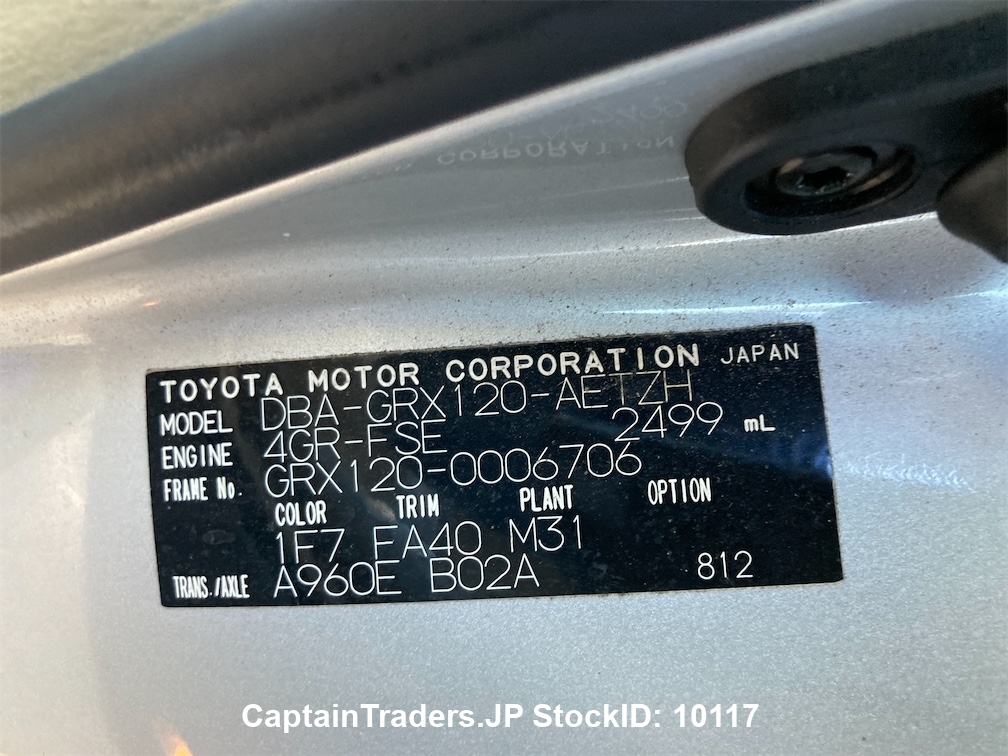 TOYOTA MOTOR CORPORATION JAPAN
MODEL DBA-GRX120-AETZH
ENGINE 4GR-FSE 2499 mL
FRAME No. GRX120-0006706
COLOR TRIM PLANT OPTION
1F7 FA40 M31
TRANS./AXLE A960E B02A 812
CaptainTraders.JP StockID: 10117